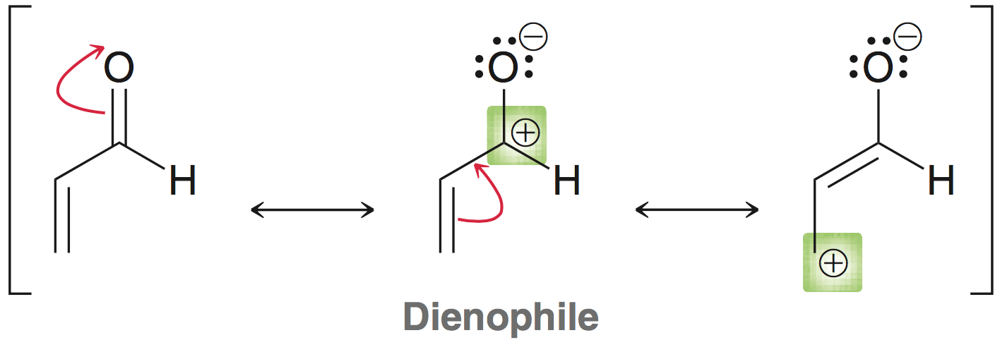 O :Ö:⊖ :Ö:⊖
⊕
H H H
⊕
Dienophile